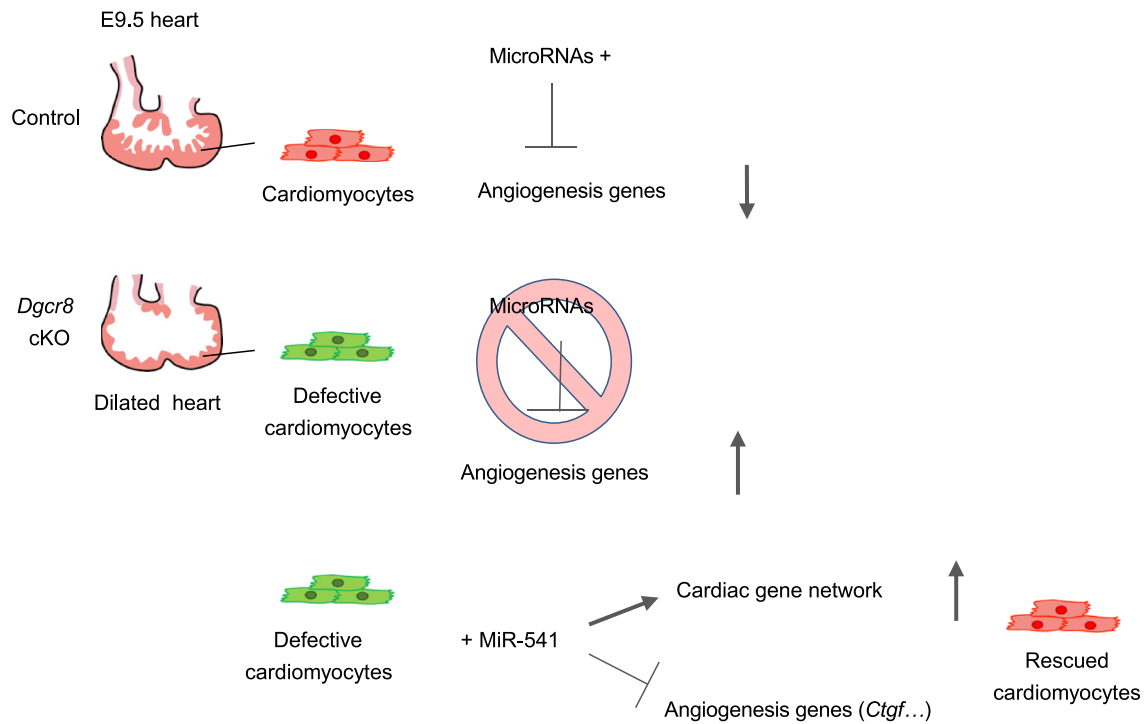 E9.5 heart
Control
Cardiomyocytes
MicroRNAs +
Angiogenesis genes
Dgcr8
cKO
Dilated heart
Defective
cardiomyocytes
MicroRNAs
Angiogenesis genes
Defective
cardiomyocytes
+ MiR-541
Cardiac gene network
Angiogenesis genes (Ctgf…)
Rescued
cardiomyocytes